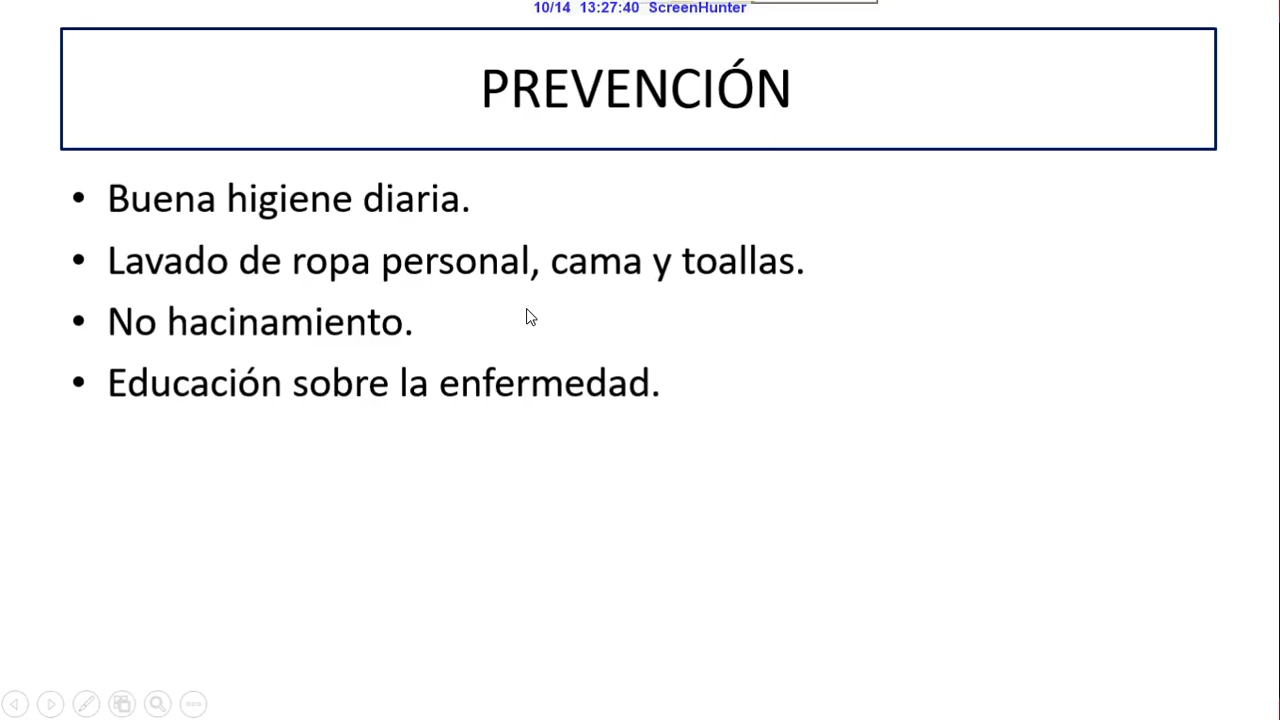 10/14 13:27:40 ScreenHunter
PREVENCIÓN
• Buena higiene diaria.
• Lavado de ropa personal, cama y toallas.
• No hacinamiento.
• Educación sobre la enfermedad.